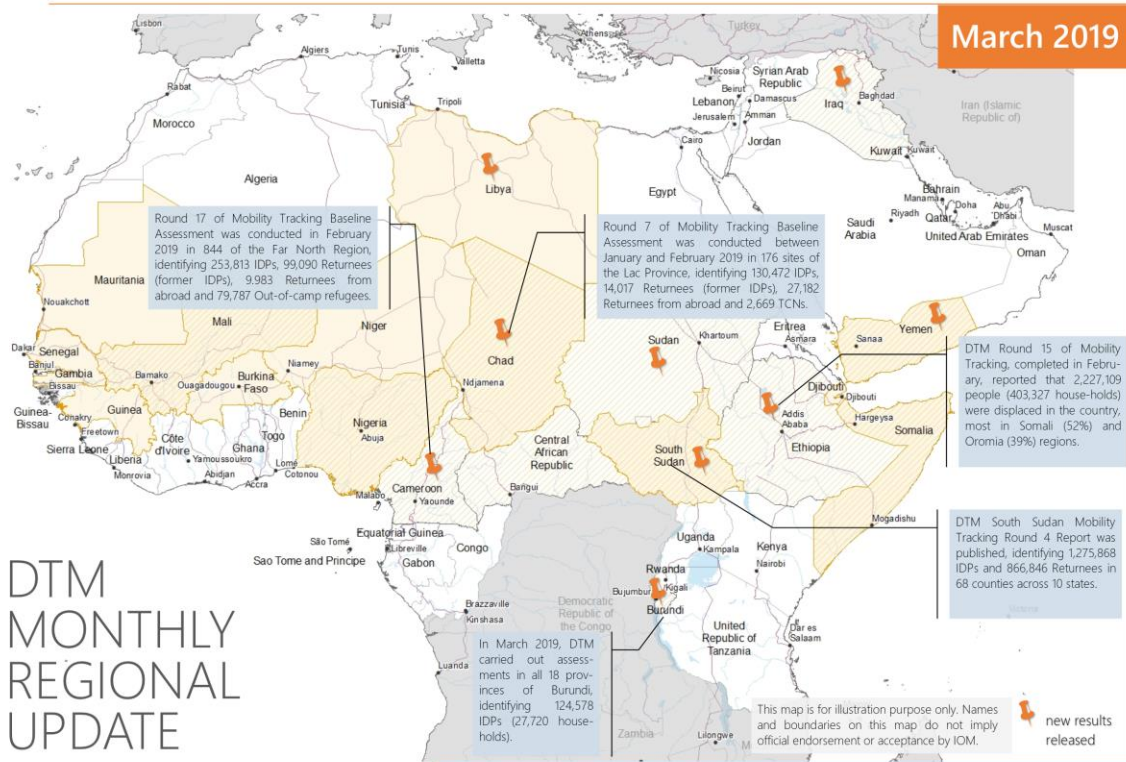 March 2019
Lisbon
Algiers
Tunis
Valletta
Athens
Turkey
Nicosia
Syrian Arab
Republic
Beirut
Lebanon
Damascus
Jerusalem
Amman
Jordan
Iraq
Baghdad
Iran (Islamic
Republic of)
Rabat
Morocco
Tunisia
Tripoli
Cairo
Kuwait
Kuwait
Algeria
Libya
Egypt
Bahrain
Manama
Doha
Qatar
Abu
Dhabi
Riyadh
Saudi
Arabia
United Arab Emirates
Muscat
Oman
Round 17 of Mobility Tracking Baseline
Assessment was conducted in February
2019 in 844 of the Far North Region,
identifying 253,813 IDPs, 99,090 Returnees
(former IDPs), 9.983 Returnees from
abroad and 79,787 Out-of-camp refugees.
Round 7 of Mobility Tracking Baseline
Assessment was conducted between
January and February 2019 in 176 sites of
the Lac Province, identifying 130,472 IDPs,
14,017 Returnees (former IDPs), 27,182
Returnees from abroad and 2,669 TCNs.
Mauritania
Nouakchott
Mali
Niger
Chad
Sudan
Khartoum
Eritrea
Asmara
Yemen
Sanaa
Dakar
Senegal
Banjul
Gambia
Bissau
Guinea-
Bissau
Bamako
Ouagadougou
Burkina
Faso
Niamey
Ndjamena
Djibouti
Djibouti
Guinea
Conakry
Freetown
Sierra Leone
Liberia
Monrovia
Côte
d'Ivoire
Yamoussoukro
Abidjan
Ghana
Accra
Togo
Lomé
Benin
Cotonou
Nigeria
Abuja
Addis
Ababa
Ethiopia
Hargeysa
Somalia
DTM Round 15 of Mobility
Tracking, completed in Febru-
ary, reported that 2,227,109
people (403,327 house-holds)
were displaced in the country,
most in Somali (52%) and
Oromia (39%) regions.
Central
African
Republic
South
Sudan
Cameroon
Yaounde
Bangui
Malabo
Equatorial Guinea
São Tomé
Sao Tome and Principe
Libreville
Gabon
Congo
Mogadishu
Uganda
Kampala
Kenya
Nairobi
Rwanda
Kigali
Bujumbur
Burundi
DTM South Sudan Mobility
Tracking Round 4 Report was
published, identifying 1,275,868
IDPs and 866,846 Returnees in
68 counties across 10 states.
Brazzaville
Kinshasa
Democratic
Republic of
the Congo
United
Republic of
Tanzania
Dar es
Salaam
Luanda
In March 2019, DTM
carried out assess-
ments in all 18 prov-
inces of Burundi,
identifying 124,578
IDPs (27,720 house-
holds).
Zambia
Lilongwe
DTM
MONTHLY
REGIONAL
UPDATE
This map is for illustration purpose only. Names
and boundaries on this map do not imply
official endorsement or acceptance by IOM.
new results
released